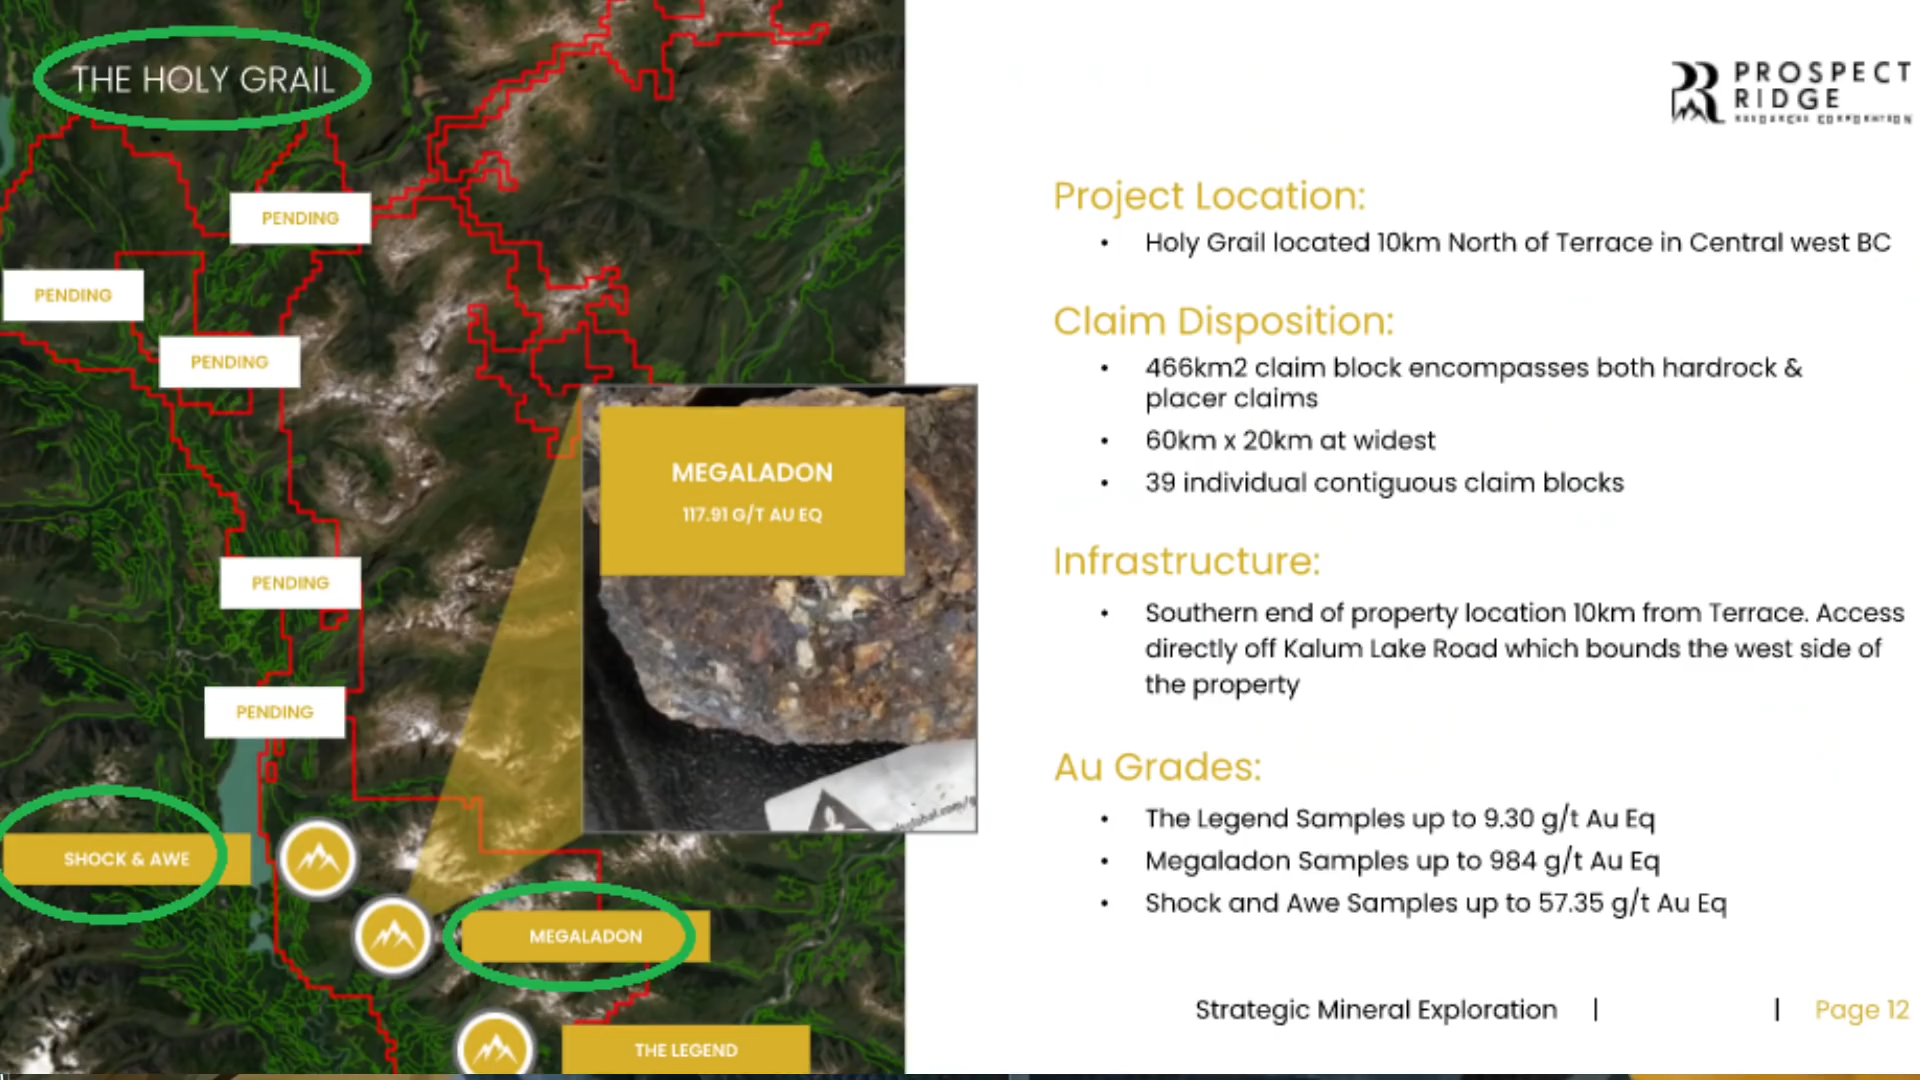 THE HOLY GRAIL
PENDING
PENDING
PENDING
PENDING
PENDING
SHOCK & AWE
MEGALADON
THE LEGEND
MEGALADON
117.91 G/T AU EQ
PROSPECT
RIDGE
RESOURCES CORPORATION
Project Location:
• Holy Grail located 10km North of Terrace in Central west BC
Claim Disposition:
• 466km2 claim block encompasses both hardrock &
placer claims
• 60km x 20km at widest
• 39 individual contiguous claim blocks
Infrastructure:
• Southern end of property location 10km from Terrace. Access
directly off Kalum Lake Road which bounds the west side of
the property
Au Grades:
• The Legend Samples up to 9.30 g/t Au Eq
• Megaladon Samples up to 984 g/t Au Eq
• Shock and Awe Samples up to 57.35 g/t Au Eq
Strategic Mineral Exploration | | Page 12